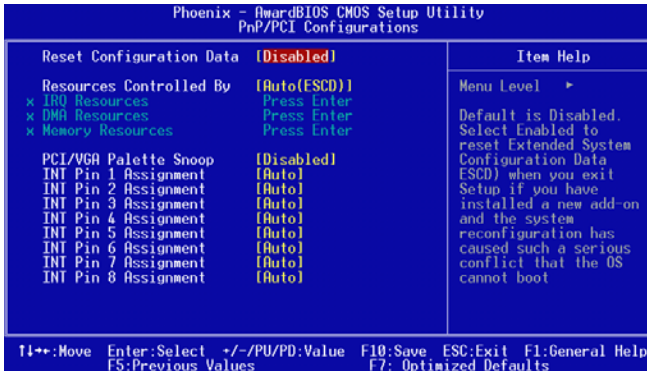 Phoenix - AwardBIOS CMOS Setup Utility
PnP/PCI Configurations
Reset Configuration Data [Disabled]
Resources Controlled By [Auto(ESCD)]
x IRQ Resources Press Enter
x DMA Resources Press Enter
x Memory Resources Press Enter
PCI/VGA Palette Snoop [Disabled]
INT Pin 1 Assignment [Auto]
INT Pin 2 Assignment [Auto]
INT Pin 3 Assignment [Auto]
INT Pin 4 Assignment [Auto]
INT Pin 5 Assignment [Auto]
INT Pin 6 Assignment [Auto]
INT Pin 7 Assignment [Auto]
INT Pin 8 Assignment [Auto]
Item Help
Menu Level ►
Default is Disabled.
Select Enabled to
reset Extended System
Configuration Data
ESCD) when you exit
Setup if you have
installed a new add-on
and the system
reconfiguration has
caused such a serious
conflict that the OS
cannot boot
↑↓→←:Move Enter:Select +/-/PU/PD:Value F10:Save ESC:Exit F1:General Help
F5:Previous Values F7: Optimized Defaults